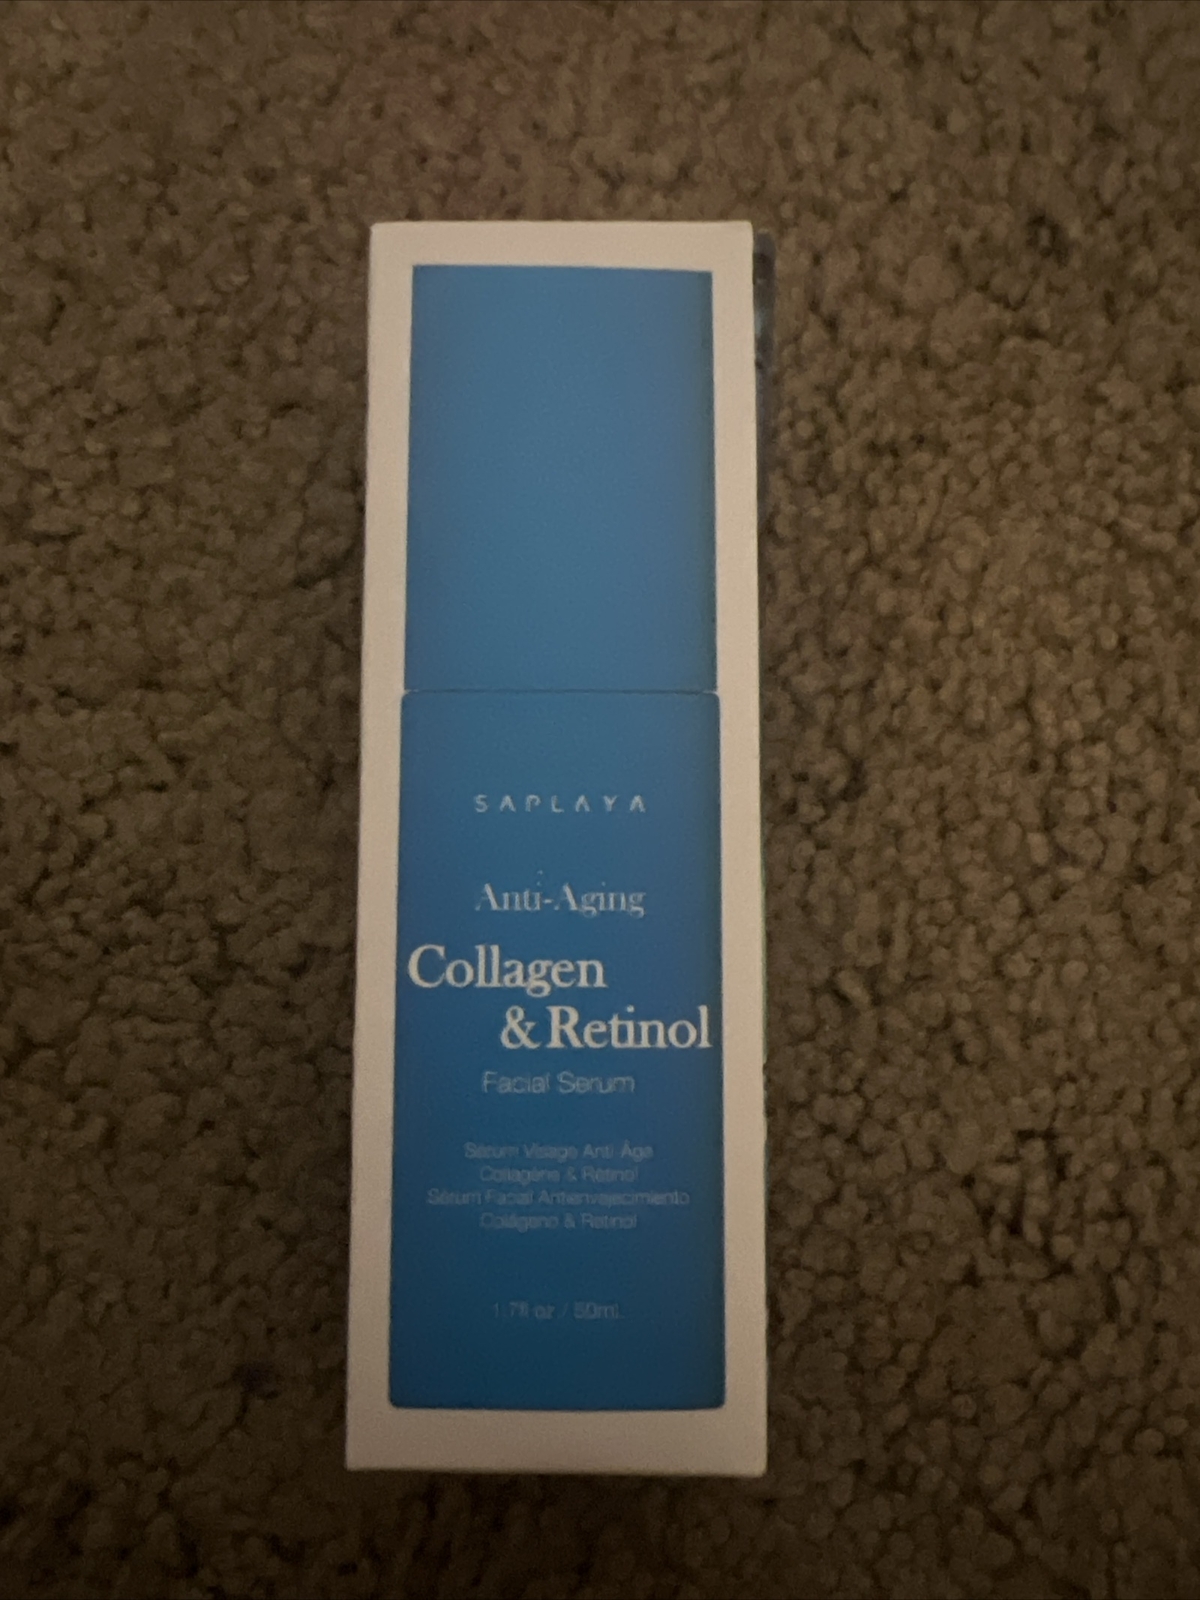 SAPLAYA
Anti-Aging
Collagen
& Retinol
Facial Serum
Sérum Visage Anti Âge
Collagène & Rétinol
Sérum Facial Antienvejecimiento
Colágeno & Retinol
1.7fl oz / 50mL